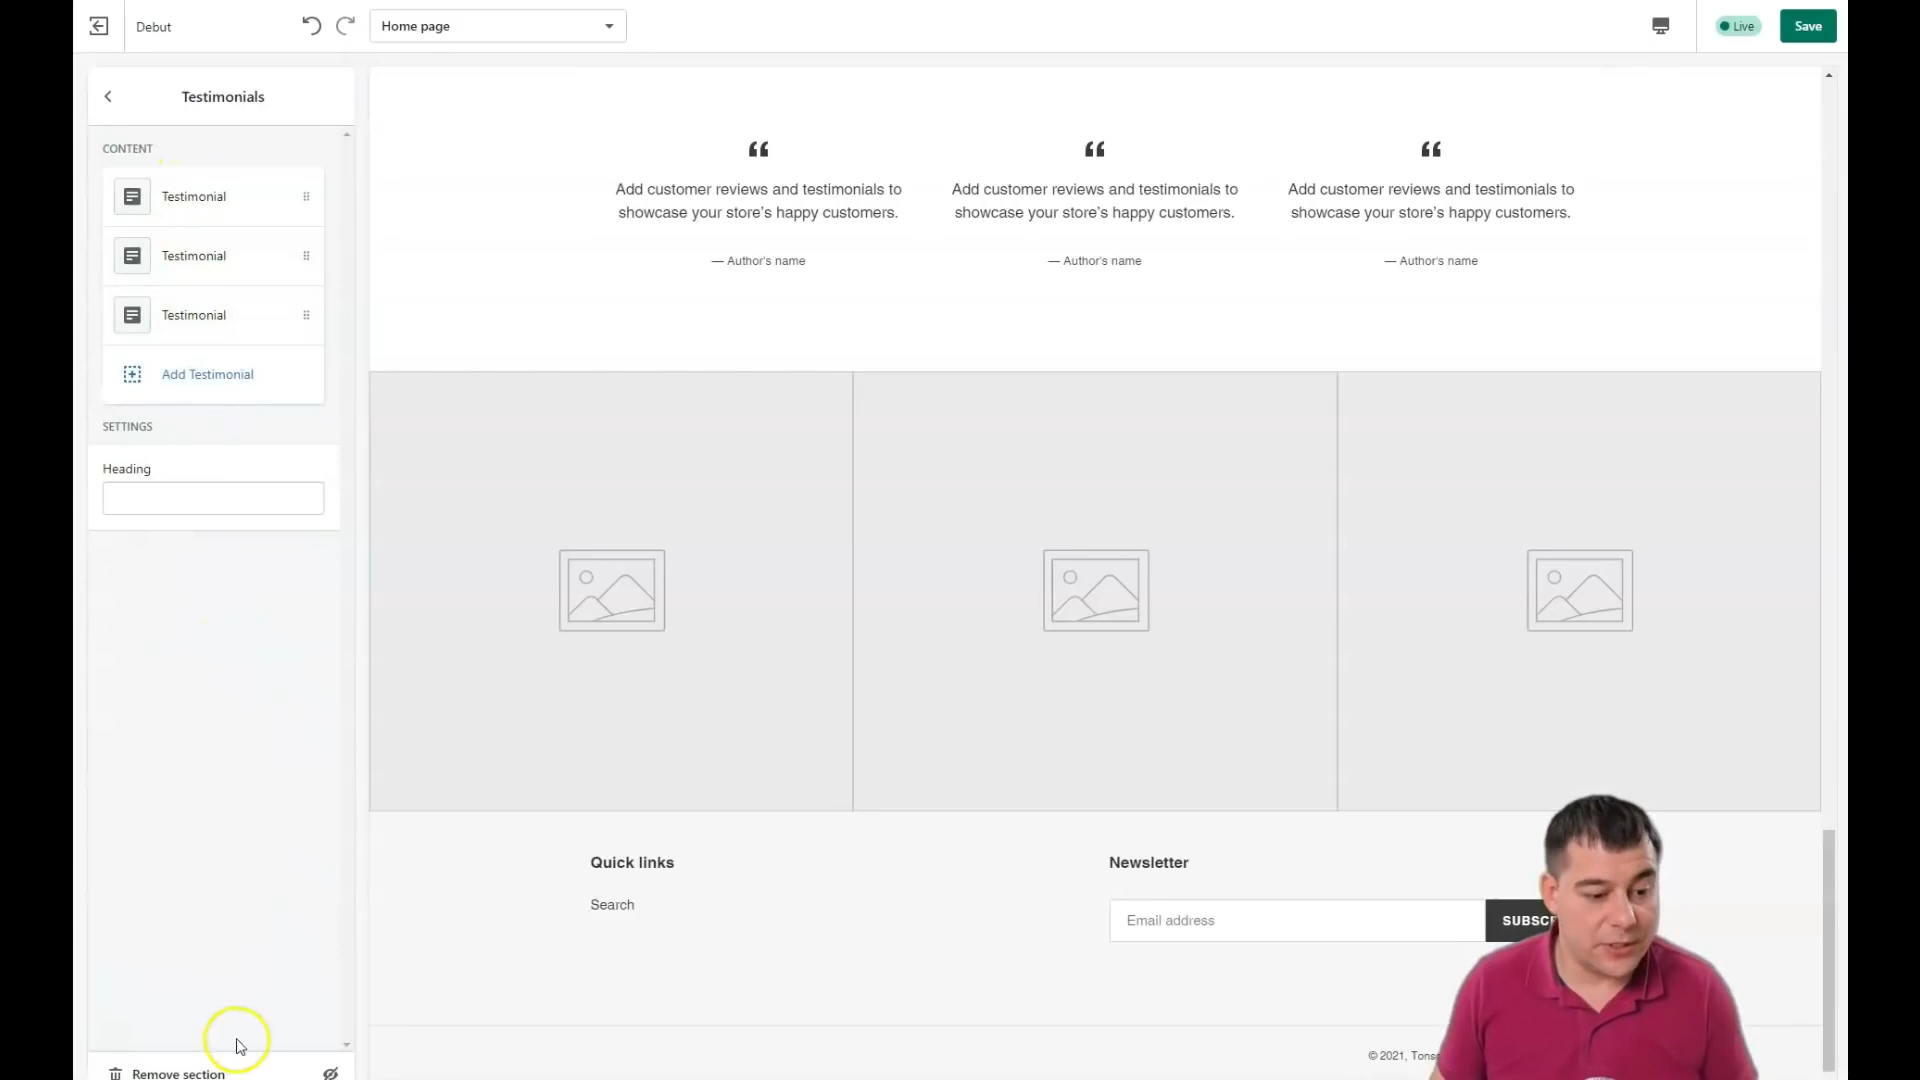 Debut
Home page
Live
Save
Testimonials
CONTENT
Testimonial
Testimonial
Testimonial
Add Testimonial
SETTINGS
Heading
Remove section
“
“
“
Add customer reviews and testimonials to
showcase your store’s happy customers.
— Author's name
Add customer reviews and testimonials to
showcase your store’s happy customers.
— Author's name
Add customer reviews and testimonials to
showcase your store’s happy customers.
— Author's name
Quick links
Search
Newsletter
Email address
© 2021,